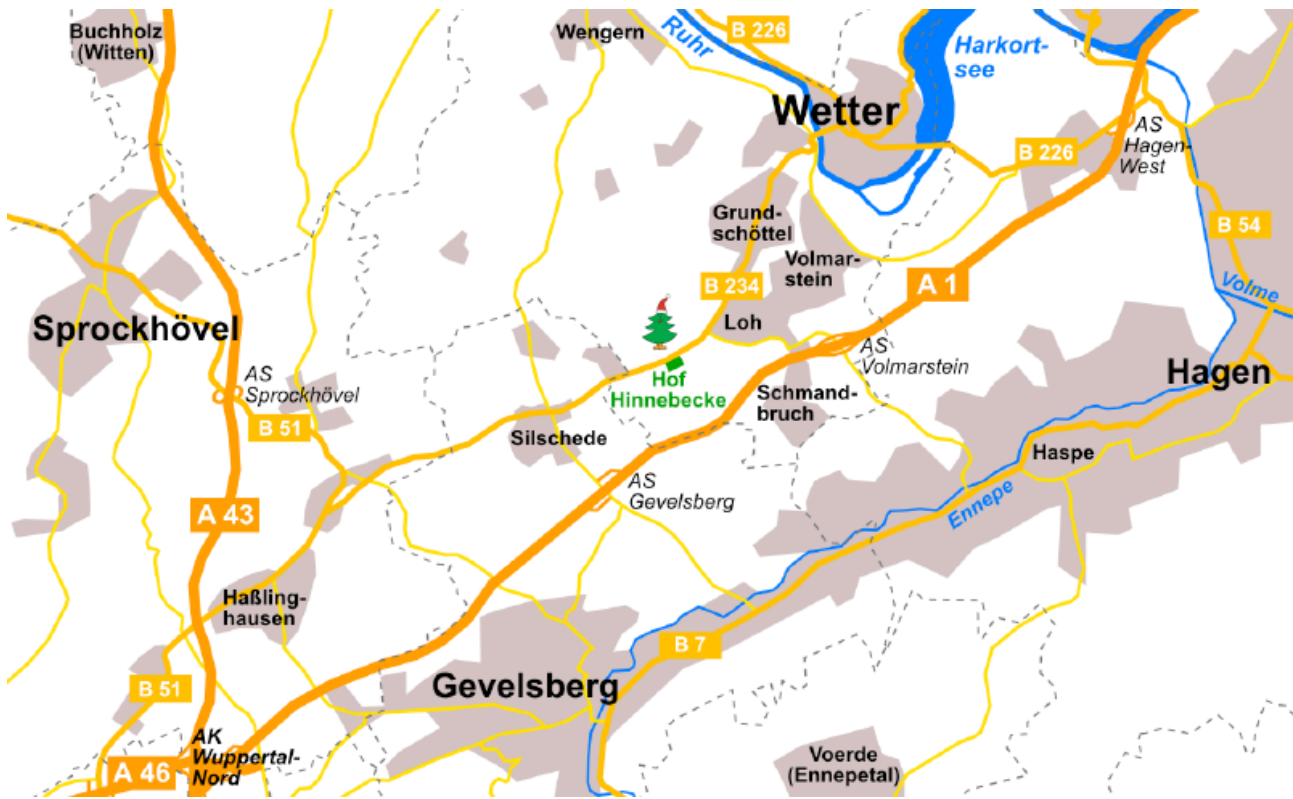 Buchholz
(Witten)
Wengern
Ruhr
B 226
Harkort-
see
Wetter
AS
Hagen-
West
B 226
Grund-
schöttel
B 54
Volmar-
stein
A 1
B 234
Volme
Sprockhövel
Loh
AS
Volmarstein
AS
Sprockhövel
Hof
Hinnebecke
Schmand-
bruch
Hagen
B 51
Silschede
Haspe
AS
Gevelsberg
Ennepe
A 43
Haßling-
hausen
B 7
B 51
Gevelsberg
AK
Wuppertal-
Nord
A 46
Voerde
(Ennepetal)